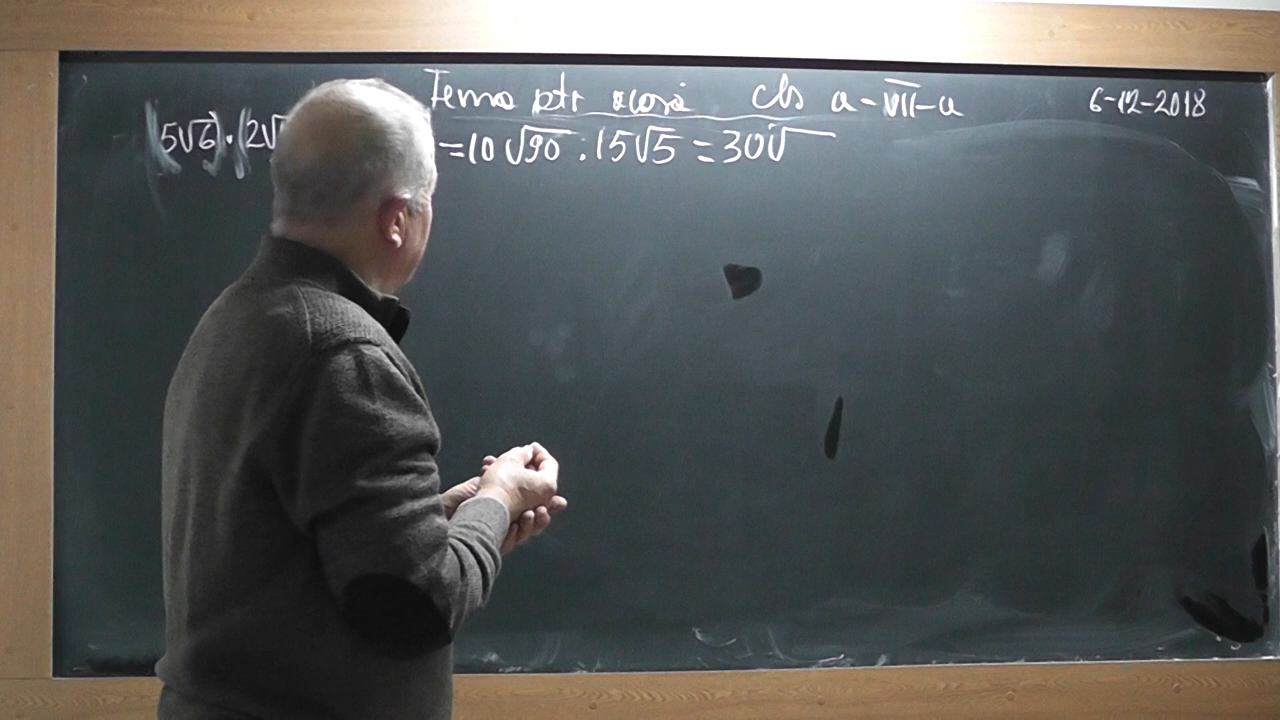 Tema ptr acasă cls a-VII-a 6-12-2018
(5√6)·(2√ =10√90 : 15√5 = 30√